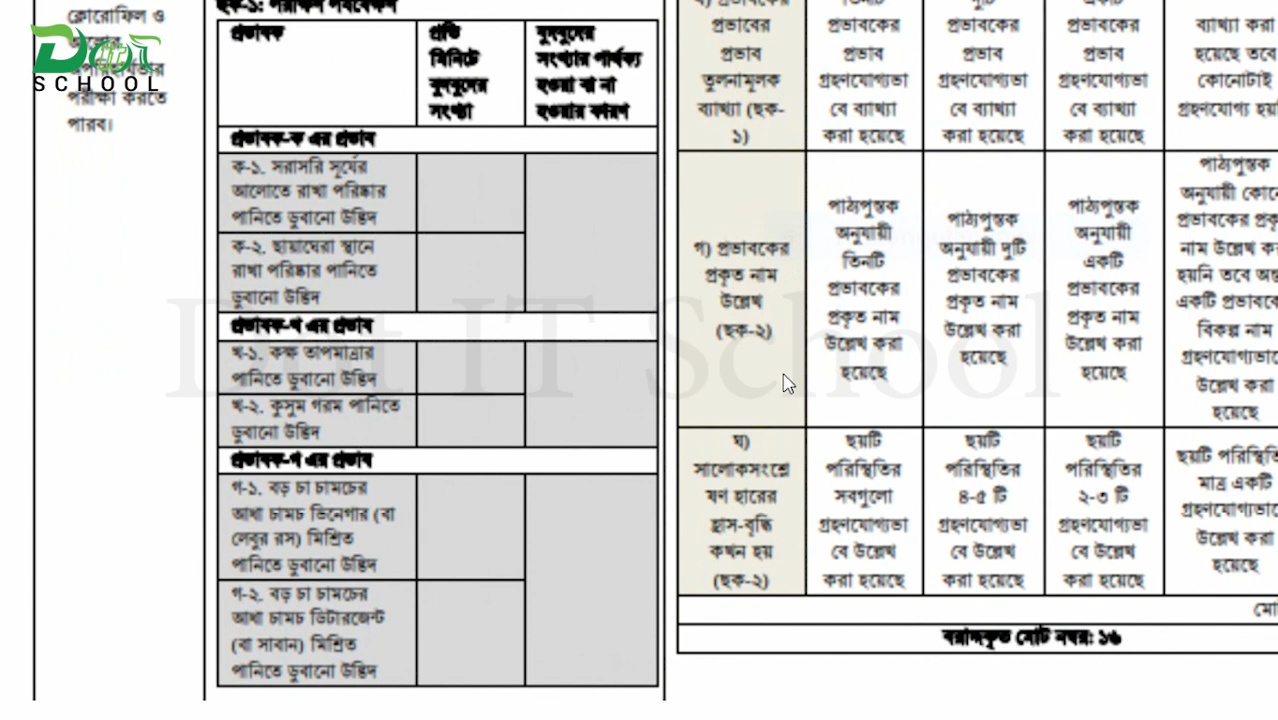 ক্লোরোফিল ও
পরীক্ষা করতে
পারব।
Dot
SCHOOL
ছক-১: পরীক্ষণ পর্যবেক্ষণ
প্রভাবক
প্রতি
মিনিটে
বুদবুদের
সংখ্যা
বুদবুদের
সংখ্যার পার্থক্য
হওয়া বা না
হওয়ার কারণ
প্রভাবক-ক এর প্রভাব
ক-১. সরাসরি সূর্যের
আলোতে রাখা পরিষ্কার
পানিতে ডুবানো উদ্ভিদ
ক-২. ছায়াঘেরা স্থানে
রাখা পরিষ্কার পানিতে
ডুবানো উদ্ভিদ
প্রভাবক-খ এর প্রভাব
খ-১. কক্ষ তাপমাত্রার
পানিতে ডুবানো উদ্ভিদ
খ-২. কুসুম গরম পানিতে
ডুবানো উদ্ভিদ
প্রভাবক-গ এর প্রভাব
গ-১. বড় চা চামচের
আধা চামচ ভিনেগার (বা
লেবুর রস) মিশ্রিত
পানিতে ডুবানো উদ্ভিদ
গ-২. বড় চা চামচের
আধা চামচ ডিটারজেন্ট
(বা সাবান) মিশ্রিত
পানিতে ডুবানো উদ্ভিদ
প্রভাবের
প্রভাব
তুলনামূলক
ব্যাখ্যা (ছক-
১)
প্রভাবকের
প্রভাব
গ্রহণযোগ্যভা
বে ব্যাখ্যা
করা হয়েছে
প্রভাবকের
প্রভাব
গ্রহণযোগ্যভা
বে ব্যাখ্যা
করা হয়েছে
প্রভাবকের
প্রভাব
গ্রহণযোগ্যভা
বে ব্যাখ্যা
করা হয়েছে
ব্যাখ্যা করা
হয়েছে তবে
কোনোটাই
গ্রহণযোগ্য
গ) প্রভাবকের
প্রকৃত নাম
উল্লেখ
(ছক-২)
পাঠ্যপুস্তক
অনুযায়ী
তিনটি
প্রভাবকের
প্রকৃত নাম
উল্লেখ করা
হয়েছে
পাঠ্যপুস্তক
অনুযায়ী দুটি
প্রভাবকের
প্রকৃত নাম
উল্লেখ করা
হয়েছে
পাঠ্যপুস্তক
অনুযায়ী
একটি
প্রভাবকের
প্রকৃত নাম
উল্লেখ করা
হয়েছে
পাঠ্যপুস্তক
অনুযায়ী
প্রভাবকের
নাম উল্লেখ
হয়নি তবে
একটি
বিকল্প নাম
উল্লেখ করা
হয়েছে
ঘ)
সালোকসংশ্লে
ষণ হারের
হ্রাস-বৃদ্ধি
কখন হয়
(ছক-২)
ছয়টি
পরিস্থিতির
সবগুলো
গ্রহণযোগ্যভা
বে উল্লেখ
করা হয়েছে
ছয়টি
পরিস্থিতির
৪-৫ টি
গ্রহণযোগ্যভা
বে উল্লেখ
করা হয়েছে
ছয়টি
পরিস্থিতির
২-৩ টি
গ্রহণযোগ্যভা
বে উল্লেখ
করা হয়েছে
ছয়টি
মাত্র একটি
উল্লেখ করা
হয়েছে
বরাদ্দকৃত মোট নম্বর: ১৬
Dot IT School